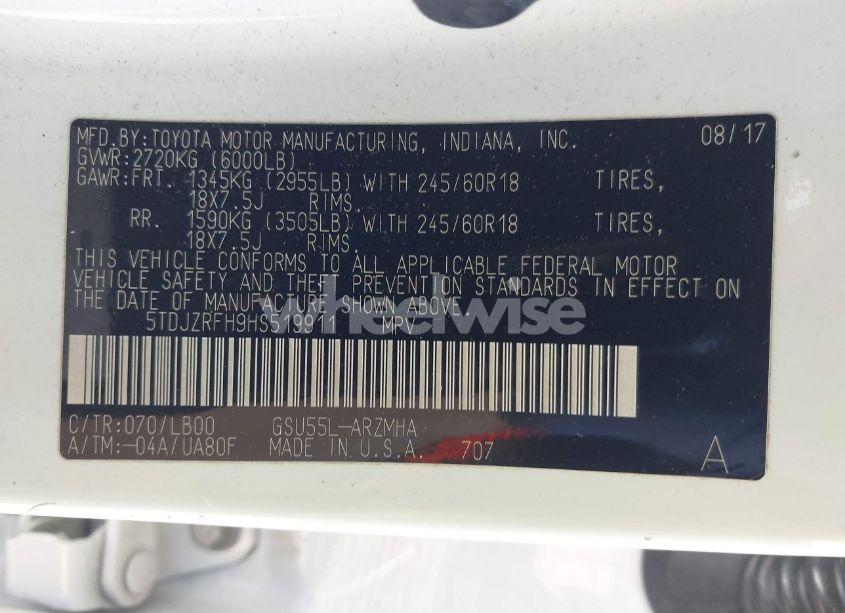 MFD.BY:TOYOTA MOTOR MANUFACTURING, INDIANA, INC. 08/17
GVWR:2720KG (6000LB)
GAWR:FRT. 1345KG (2955LB) WITH 245/60R18 TIRES,
18X7.5J RIMS,
RR. 1590KG (3505LB) WITH 245/60R18 TIRES,
18X7.5J RIMS.
THIS VEHICLE CONFORMS TO ALL APPLICABLE FEDERAL MOTOR
VEHICLE SAFETY AND THEFT PREVENTION STANDARDS IN EFFECT ON
THE DATE OF MANUFACTURE SHOWN ABOVE.
wheelwise
MPV
C/TR:070/LB00 GSU55L-ARZMHA
A/TM:-04A/UA80F MADE IN U.S.A. 707 A